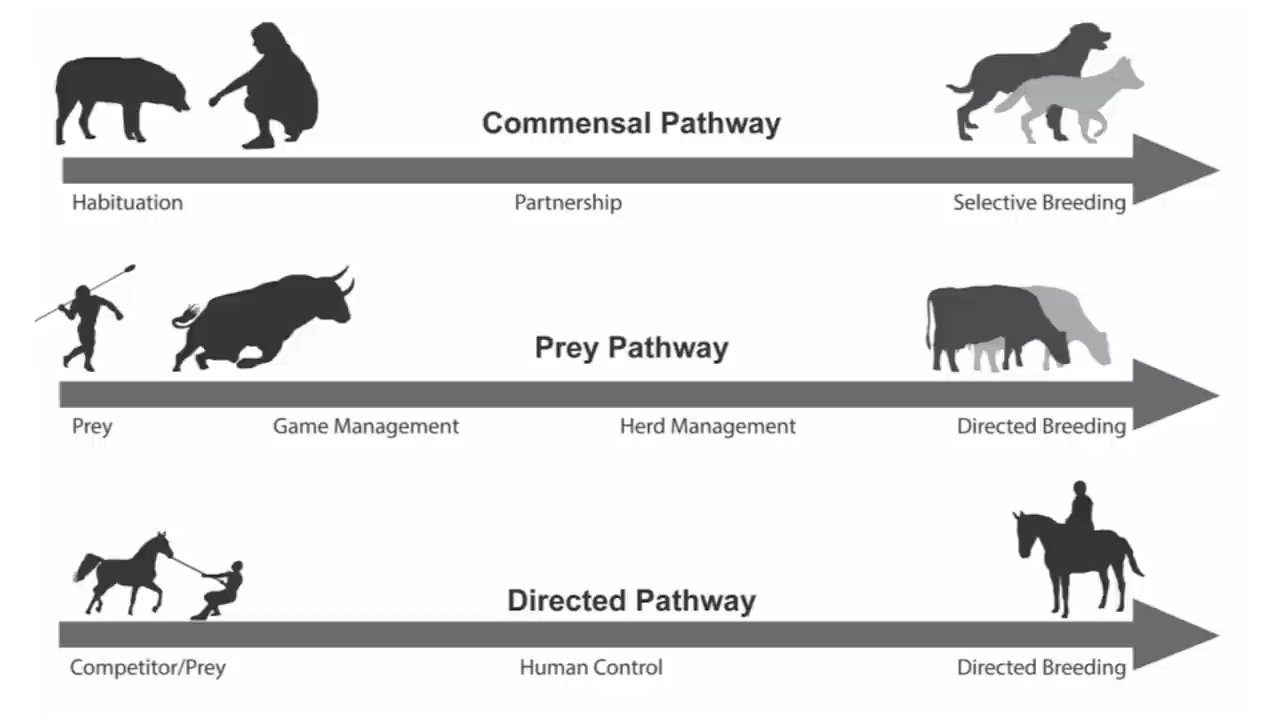 Commensal Pathway
Habituation
Partnership
Selective Breeding
Prey Pathway
Prey
Game Management
Herd Management
Directed Breeding
Directed Pathway
Competitor/Prey
Human Control
Directed Breeding